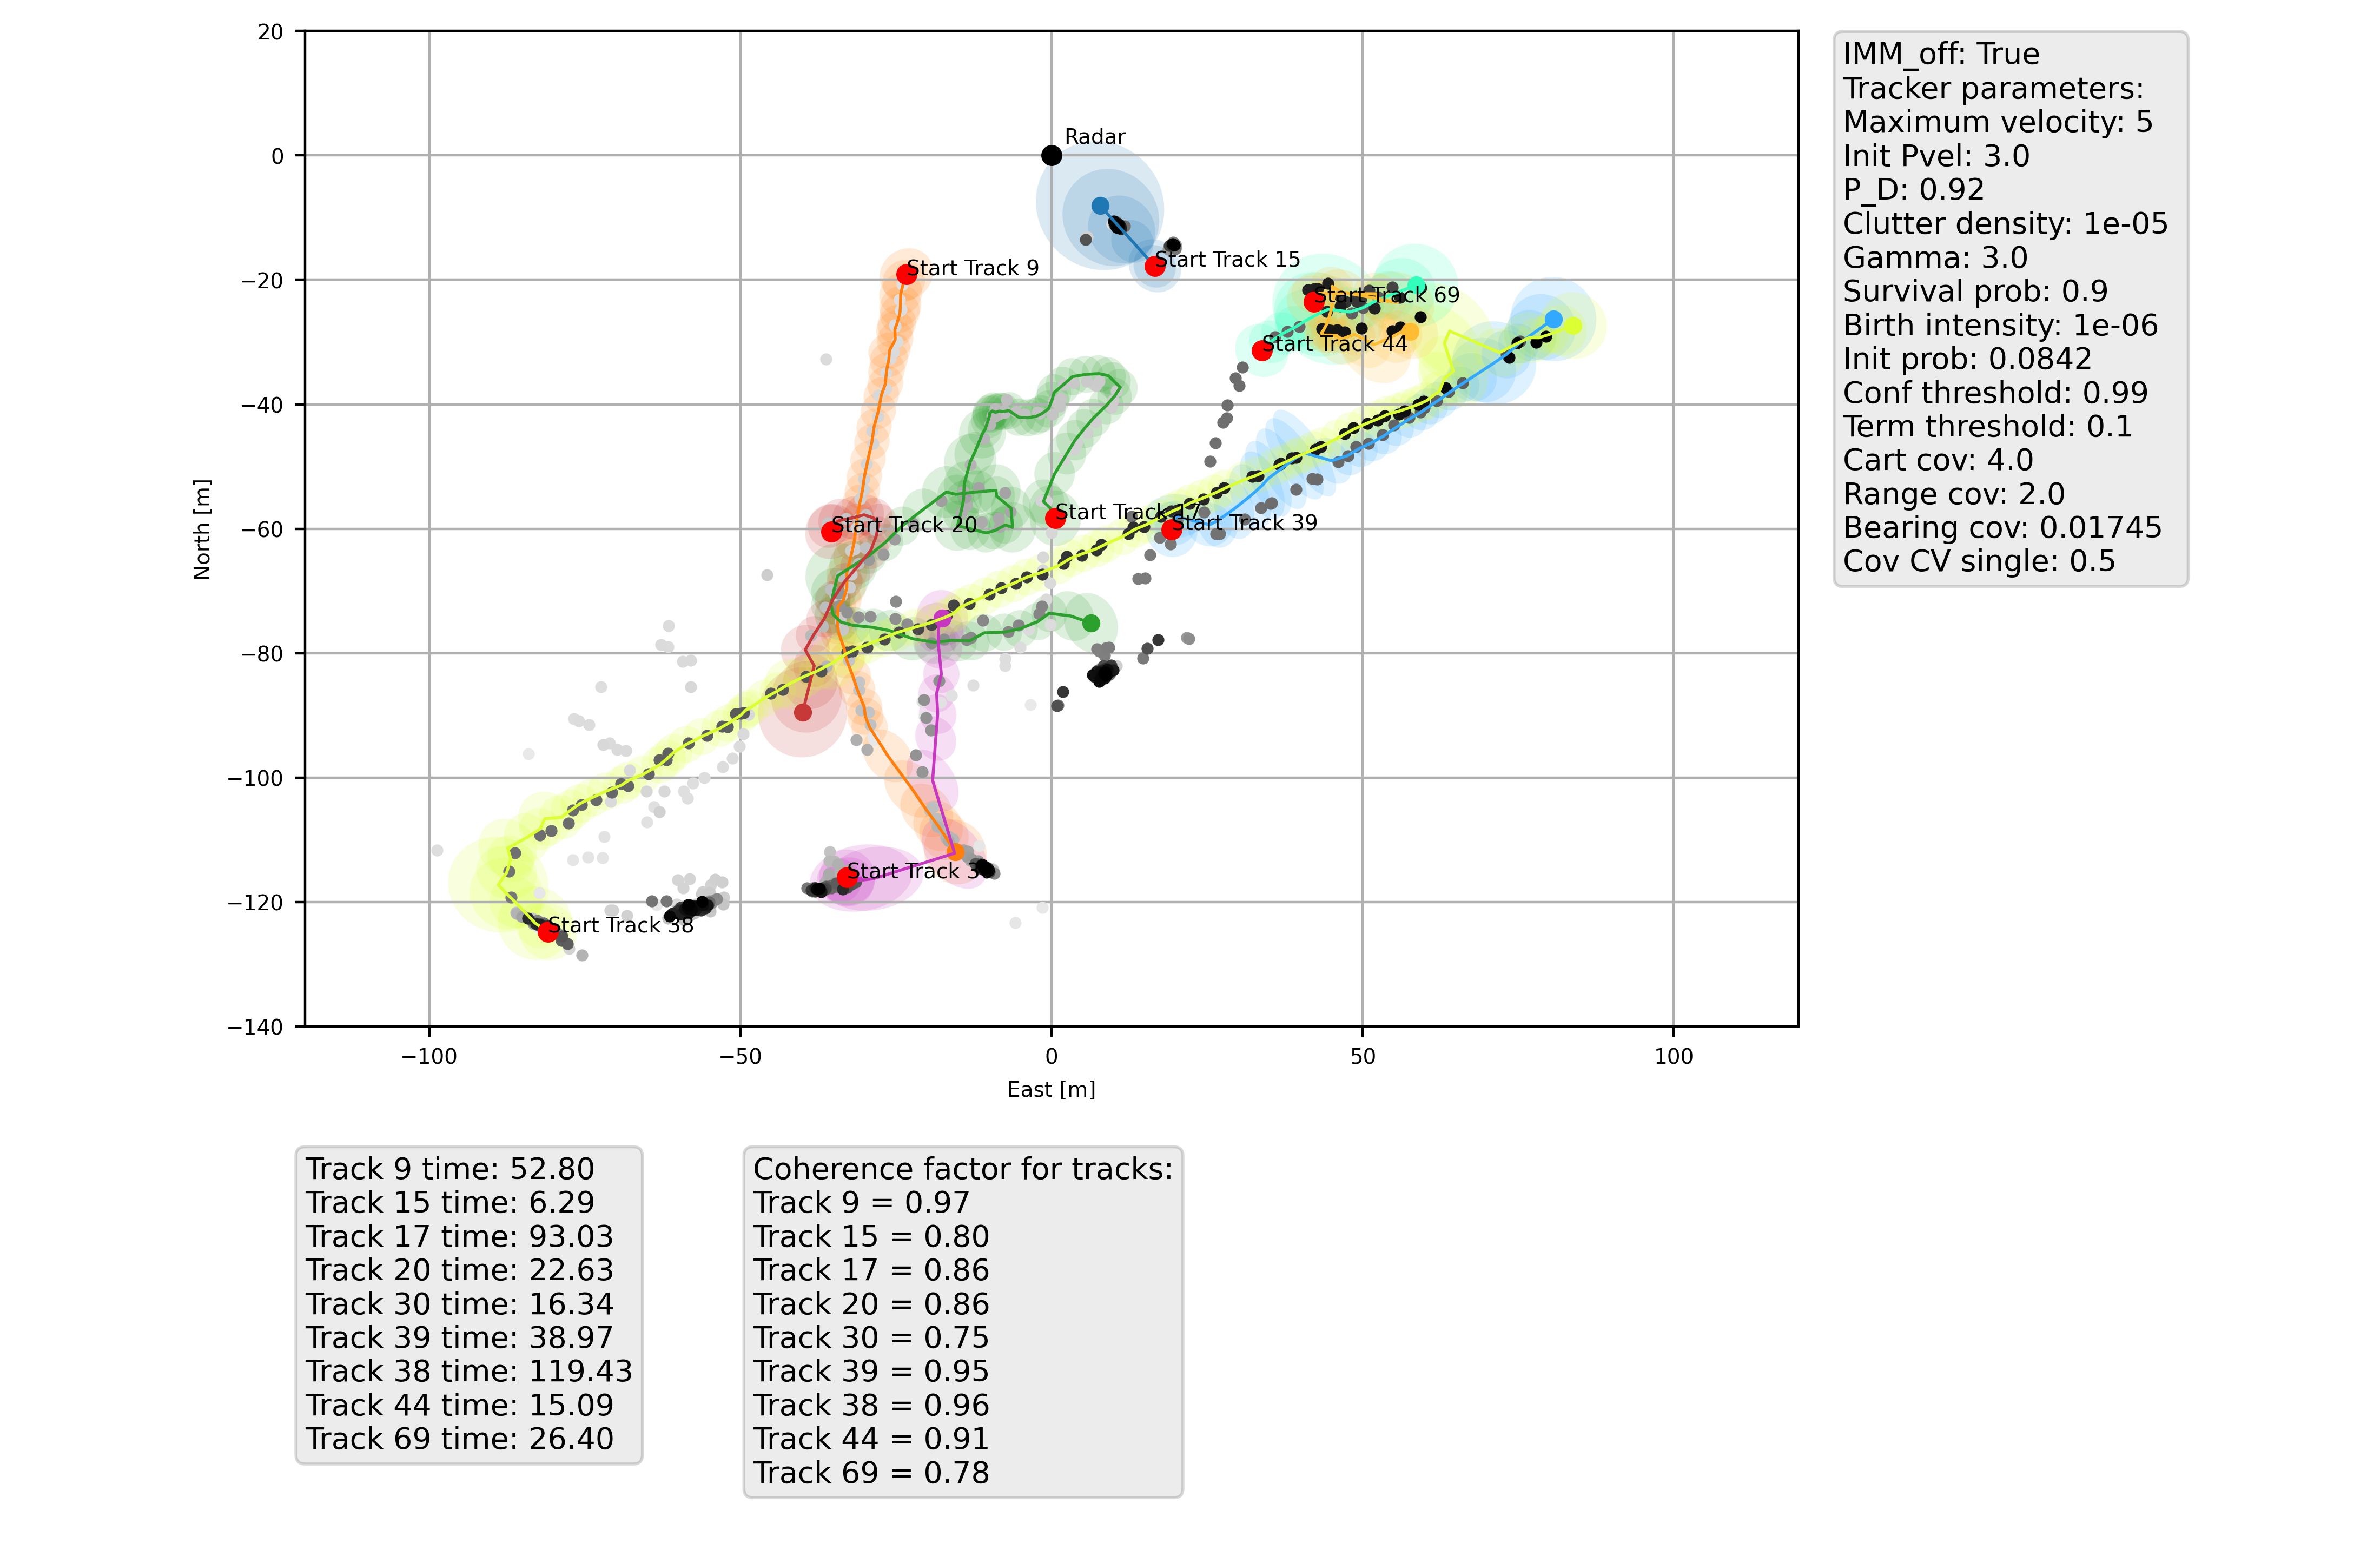 20
0
−20
−40
−60
−80
−100
−120
−140
−100
−50
0
50
100
North [m]
East [m]
Radar
Start Track 9
Start Track 15
Start Track 69
Start Track 44
Start Track 17
Start Track 20
Start Track 39
Start Track 3
Start Track 38
IMM_off: True
Tracker parameters:
Maximum velocity: 5
Init Pvel: 3.0
P_D: 0.92
Clutter density: 1e-05
Gamma: 3.0
Survival prob: 0.9
Birth intensity: 1e-06
Init prob: 0.0842
Conf threshold: 0.99
Term threshold: 0.1
Cart cov: 4.0
Range cov: 2.0
Bearing cov: 0.01745
Cov CV single: 0.5
Track 9 time: 52.80
Track 15 time: 6.29
Track 17 time: 93.03
Track 20 time: 22.63
Track 30 time: 16.34
Track 39 time: 38.97
Track 38 time: 119.43
Track 44 time: 15.09
Track 69 time: 26.40
Coherence factor for tracks:
Track 9 = 0.97
Track 15 = 0.80
Track 17 = 0.86
Track 20 = 0.86
Track 30 = 0.75
Track 39 = 0.95
Track 38 = 0.96
Track 44 = 0.91
Track 69 = 0.78